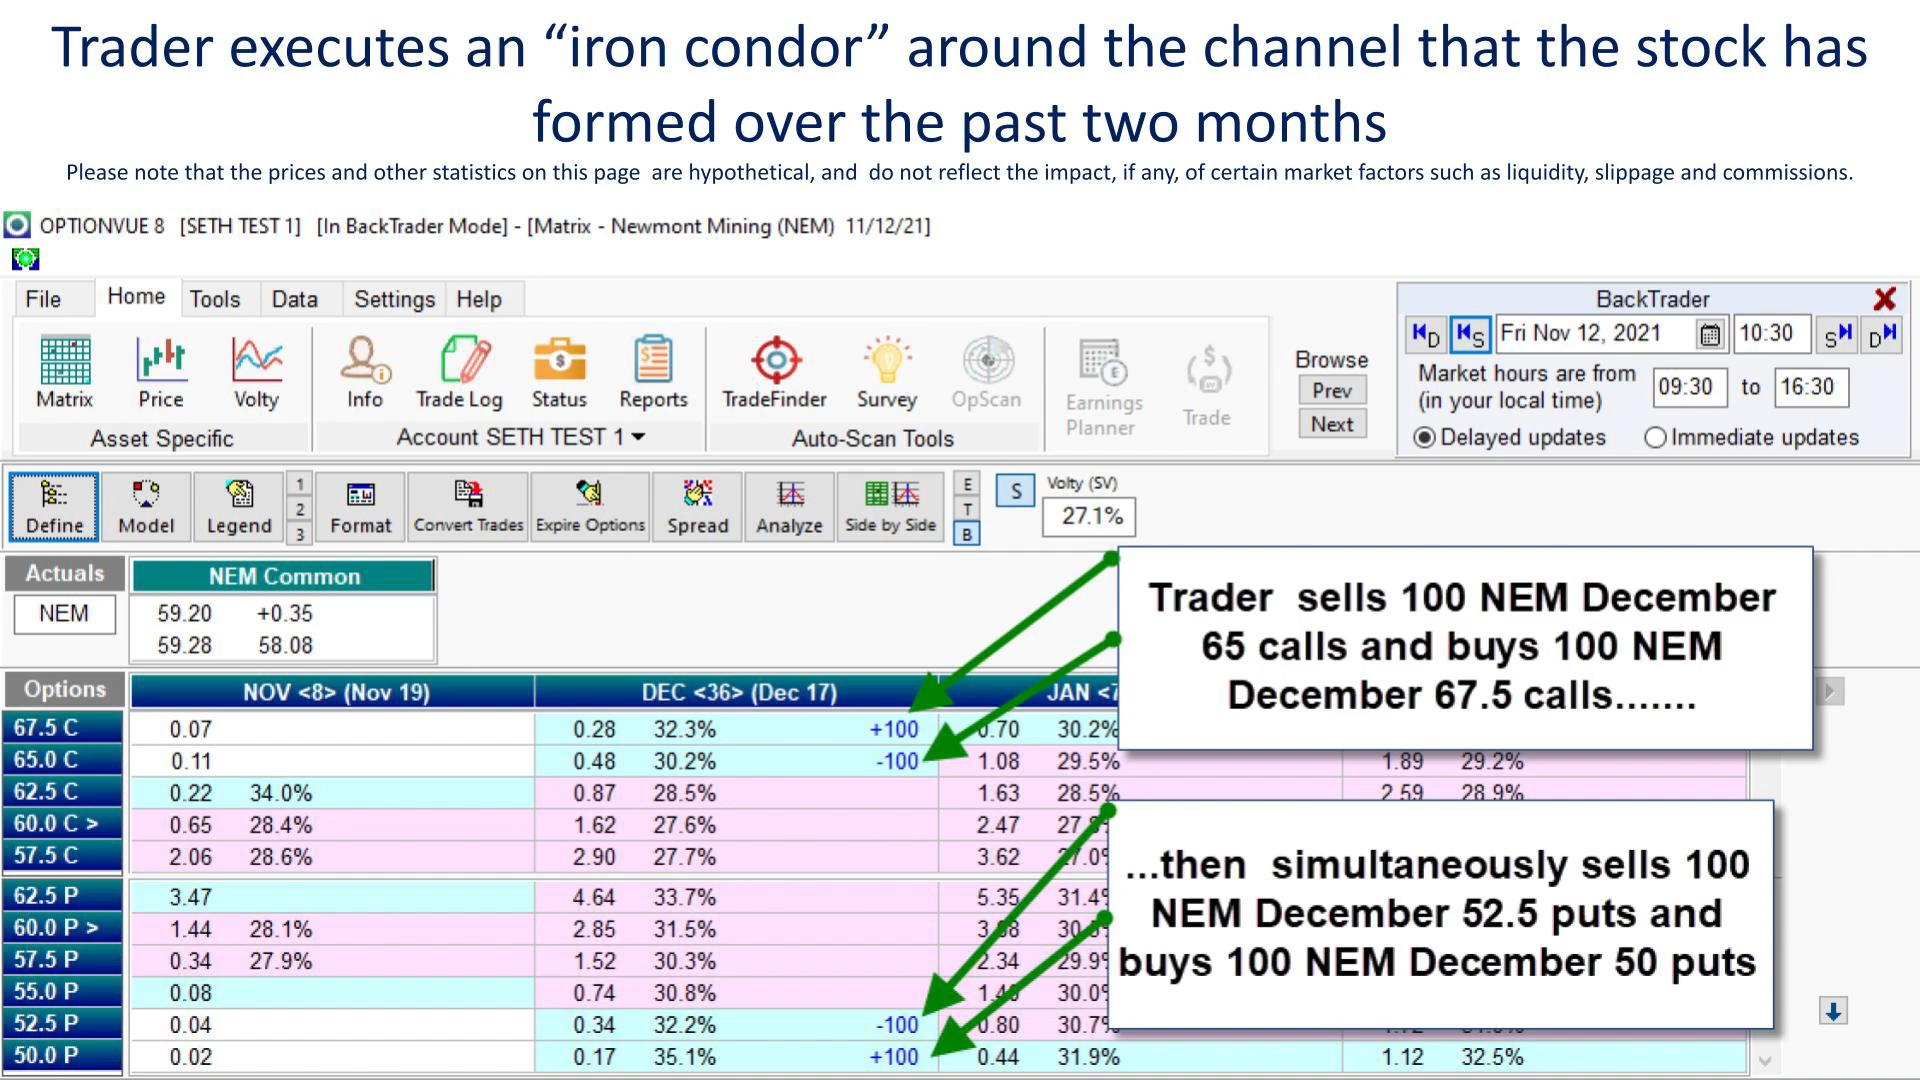 Trader executes an “iron condor” around the channel that the stock has
formed over the past two months
Please note that the prices and other statistics on this page  are hypothetical, and  do not reflect the impact, if any, of certain market factors such as liquidity, slippage and commissions.
OPTIONVUE 8   [SETH TEST 1]   [In BackTrader Mode] - [Matrix - Newmont Mining (NEM)  11/12/21]
File Home Tools Data Settings Help
BackTrader
Fri Nov 12, 2021 10:30
D S S D
Market hours are from
(in your local time)
09:30 to 16:30
Delayed updates Immediate updates
Matrix Price Volty Info Trade Log Status Reports TradeFinder Survey OpScan Earnings
Planner Trade
Browse
Prev
Next
Asset Specific Account SETH TEST 1 Auto-Scan Tools
Define Model Legend 1
2
3
Format Convert Trades Expire Options Spread Analyze Side by Side E
T
B
S
Volty (SV)
27.1%
Actuals NEM Common
NEM 59.20 +0.35
59.28 58.08
Trader  sells 100 NEM December
65 calls and buys 100 NEM
December 67.5 calls.......
Options NOV <8> (Nov 19) DEC <36> (Dec 17) JAN <7
67.5 C 0.07 0.28 32.3% +100 0.70 30.2%
65.0 C 0.11 0.48 30.2% -100 1.08 29.5% 1.89 29.2%
62.5 C 0.22 34.0% 0.87 28.5% 1.63 28.5% 2.59 28.9%
60.0 C > 0.65 28.4% 1.62 27.6% 2.47
57.5 C 2.06 28.6% 2.90 27.7% 3.62
62.5 P 3.47 4.64 33.7% 5.35 31.4
60.0 P > 1.44 28.1% 2.85 31.5%
57.5 P 0.34 27.9% 1.52 30.3% 2.34 29.9
55.0 P 0.08 0.74 30.8% 30.0
52.5 P 0.04 0.34 32.2% -100 0.80 30.7%
50.0 P 0.02 0.17 35.1% +100 0.44 31.9% 1.12 32.5%
...then  simultaneously sells 100
NEM December 52.5 puts and
buys 100 NEM December 50 puts